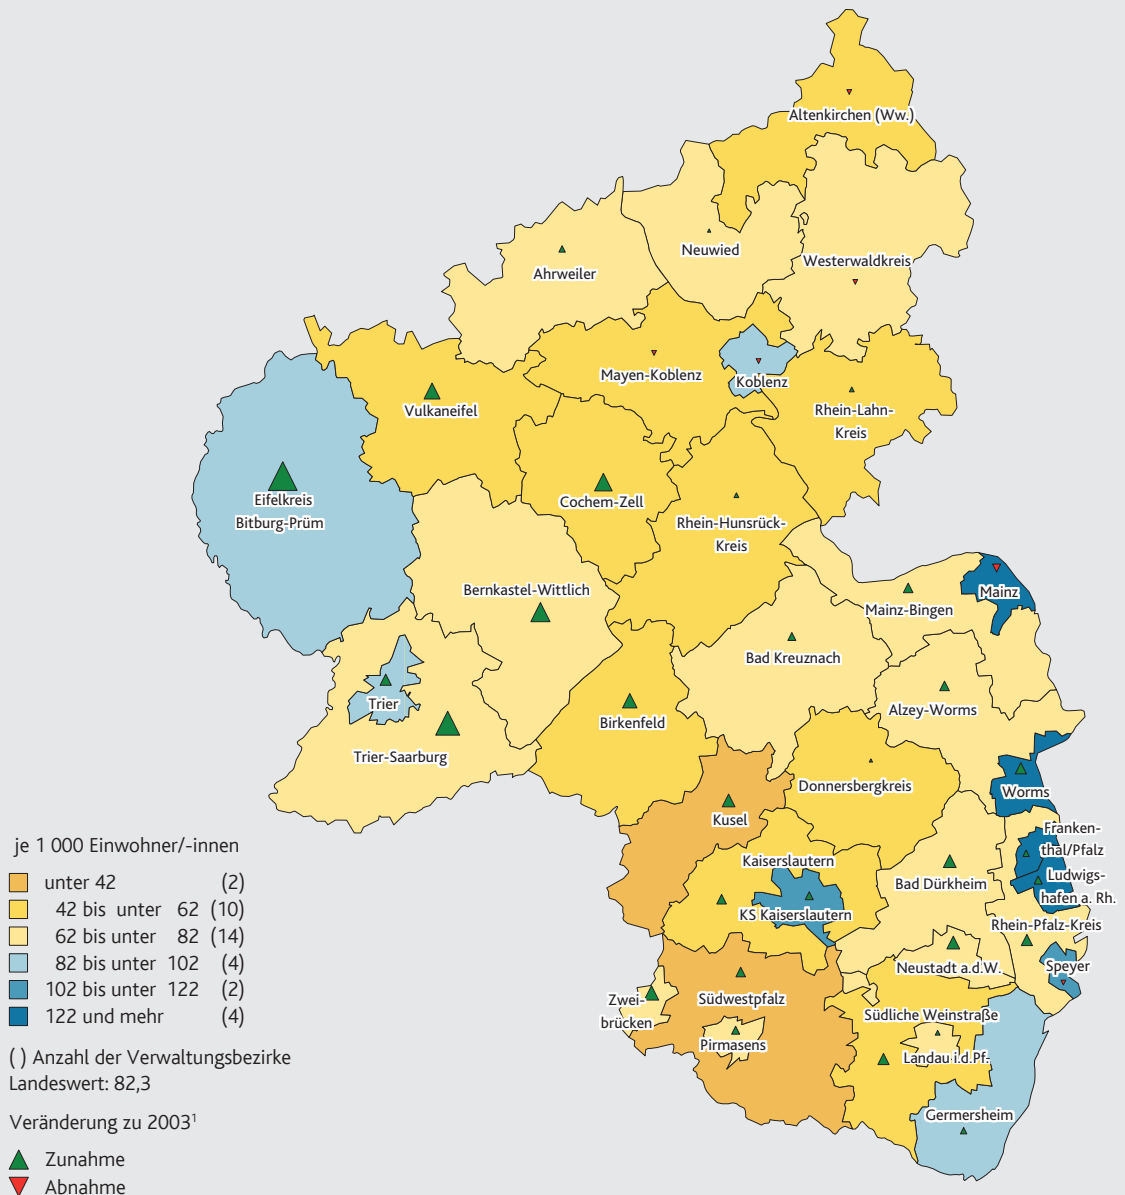 Altenkirchen (Ww.)
Neuwied
Westerwaldkreis
Ahrweiler
Mayen-Koblenz
Koblenz
Vulkaneifel
Rhein-Lahn-
Kreis
Eifelkreis
Bitburg-Prüm
Cochem-Zell
Rhein-Hunsrück-
Kreis
Bernkastel-Wittlich
Mainz
Mainz-Bingen
Bad Kreuznach
Trier
Alzey-Worms
Birkenfeld
Trier-Saarburg
Donnersbergkreis
Worms
Kusel
Franken-
thal/Pfalz
Kaiserslautern
Ludwigs-
hafen a. Rh.
Bad Dürkheim
KS Kaiserslautern
Rhein-Pfalz-Kreis
Neustadt a.d.W.
Speyer
Zwei-
brücken
Südwestpfalz
Südliche Weinstraße
Pirmasens
Landau i.d.Pf.
Germersheim
je 1 000 Einwohner/-innen
unter 42 (2)
42 bis unter 62 (10)
62 bis unter 82 (14)
82 bis unter 102 (4)
102 bis unter 122 (2)
122 und mehr (4)
( ) Anzahl der Verwaltungsbezirke
Landeswert: 82,3
Veränderung zu 2003¹
Zunahme
Abnahme